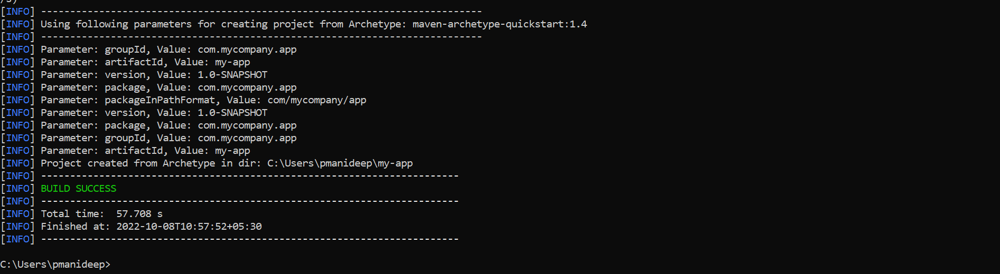 /s)
[INFO] ----------------------------------------------------------------------------
[INFO] Using following parameters for creating project from Archetype: maven-archetype-quickstart:1.4
[INFO] ----------------------------------------------------------------------------
[INFO] Parameter: groupId, Value: com.mycompany.app
[INFO] Parameter: artifactId, Value: my-app
[INFO] Parameter: version, Value: 1.0-SNAPSHOT
[INFO] Parameter: package, Value: com.mycompany.app
[INFO] Parameter: packageInPathFormat, Value: com/mycompany/app
[INFO] Parameter: version, Value: 1.0-SNAPSHOT
[INFO] Parameter: package, Value: com.mycompany.app
[INFO] Parameter: groupId, Value: com.mycompany.app
[INFO] Parameter: artifactId, Value: my-app
[INFO] Project created from Archetype in dir: C:\Users\pmanideep\my-app
[INFO] ------------------------------------------------------------------------
[INFO] BUILD SUCCESS
[INFO] ------------------------------------------------------------------------
[INFO] Total time:  57.708 s
[INFO] Finished at: 2022-10-08T10:57:52+05:30
[INFO] ------------------------------------------------------------------------
C:\Users\pmanideep>